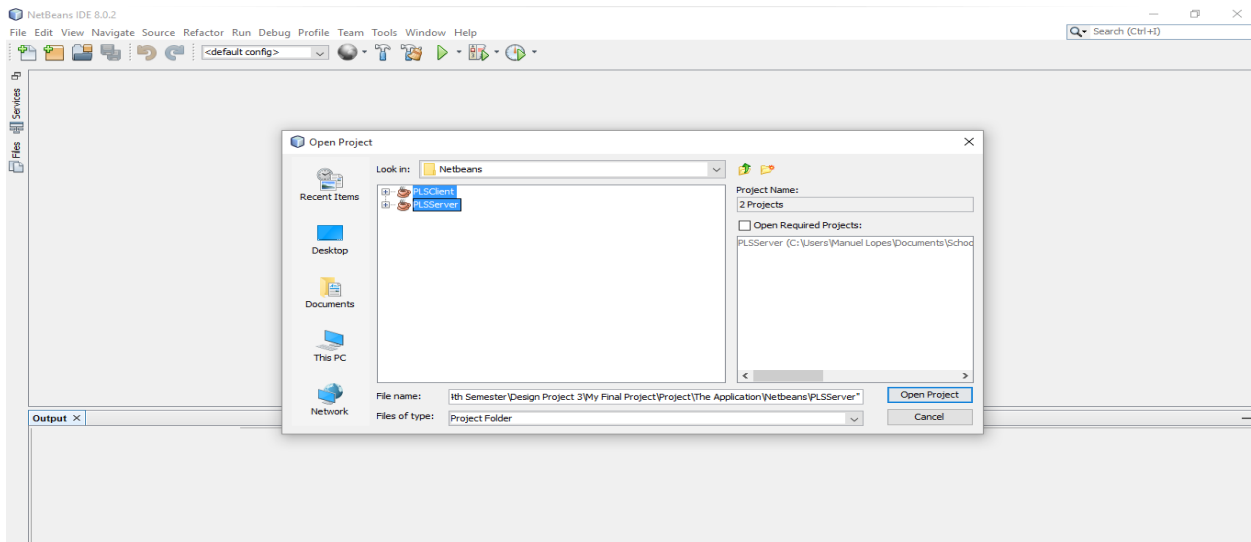 NetBeans IDE 8.0.2
File Edit View Navigate Source Refactor Run Debug Profile Team Tools Window Help
Search (Ctrl+I)
<default config>
Services
Files
Open Project
Look in: Netbeans
Recent Items
Desktop
Documents
This PC
Network
PLSClient
PLSServer
Project Name:
2 Projects
Open Required Projects:
PLSServer (C:\Users\Manuel Lopes\Documents\Schoo
File name: 4th Semester\Design Project 3\My Final Project\Project\The Application\Netbeans\PLSServer"
Open Project
Files of type: Project Folder
Cancel
Output